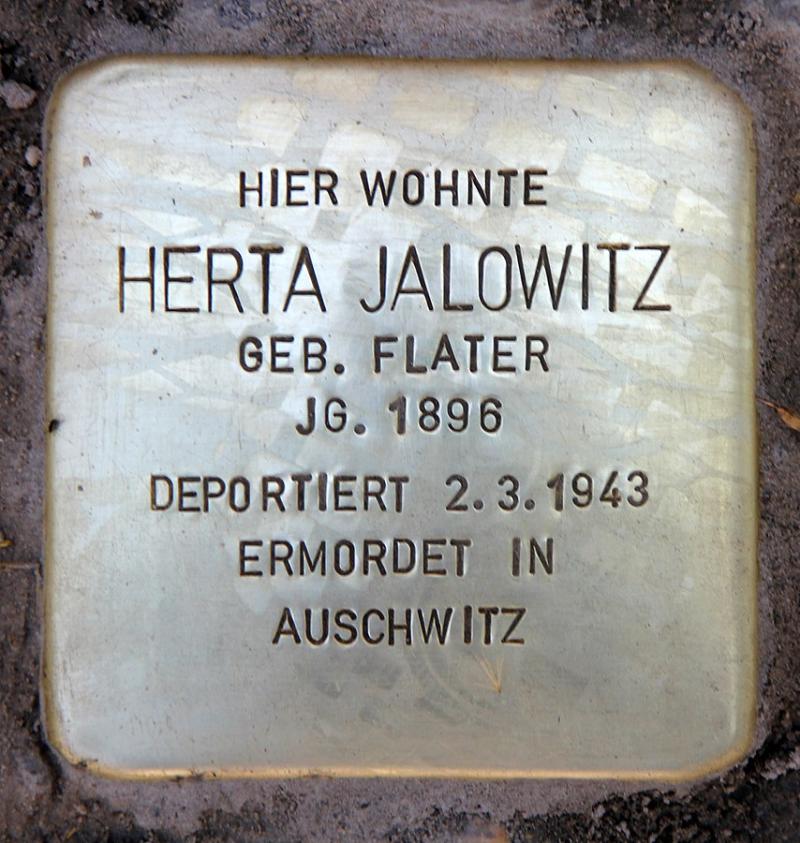 HIER WOHNTE
HERTA JALOWITZ
GEB. FLATER
JG. 1896
DEPORTIERT 2.3.1943
ERMORDET IN
AUSCHWITZ